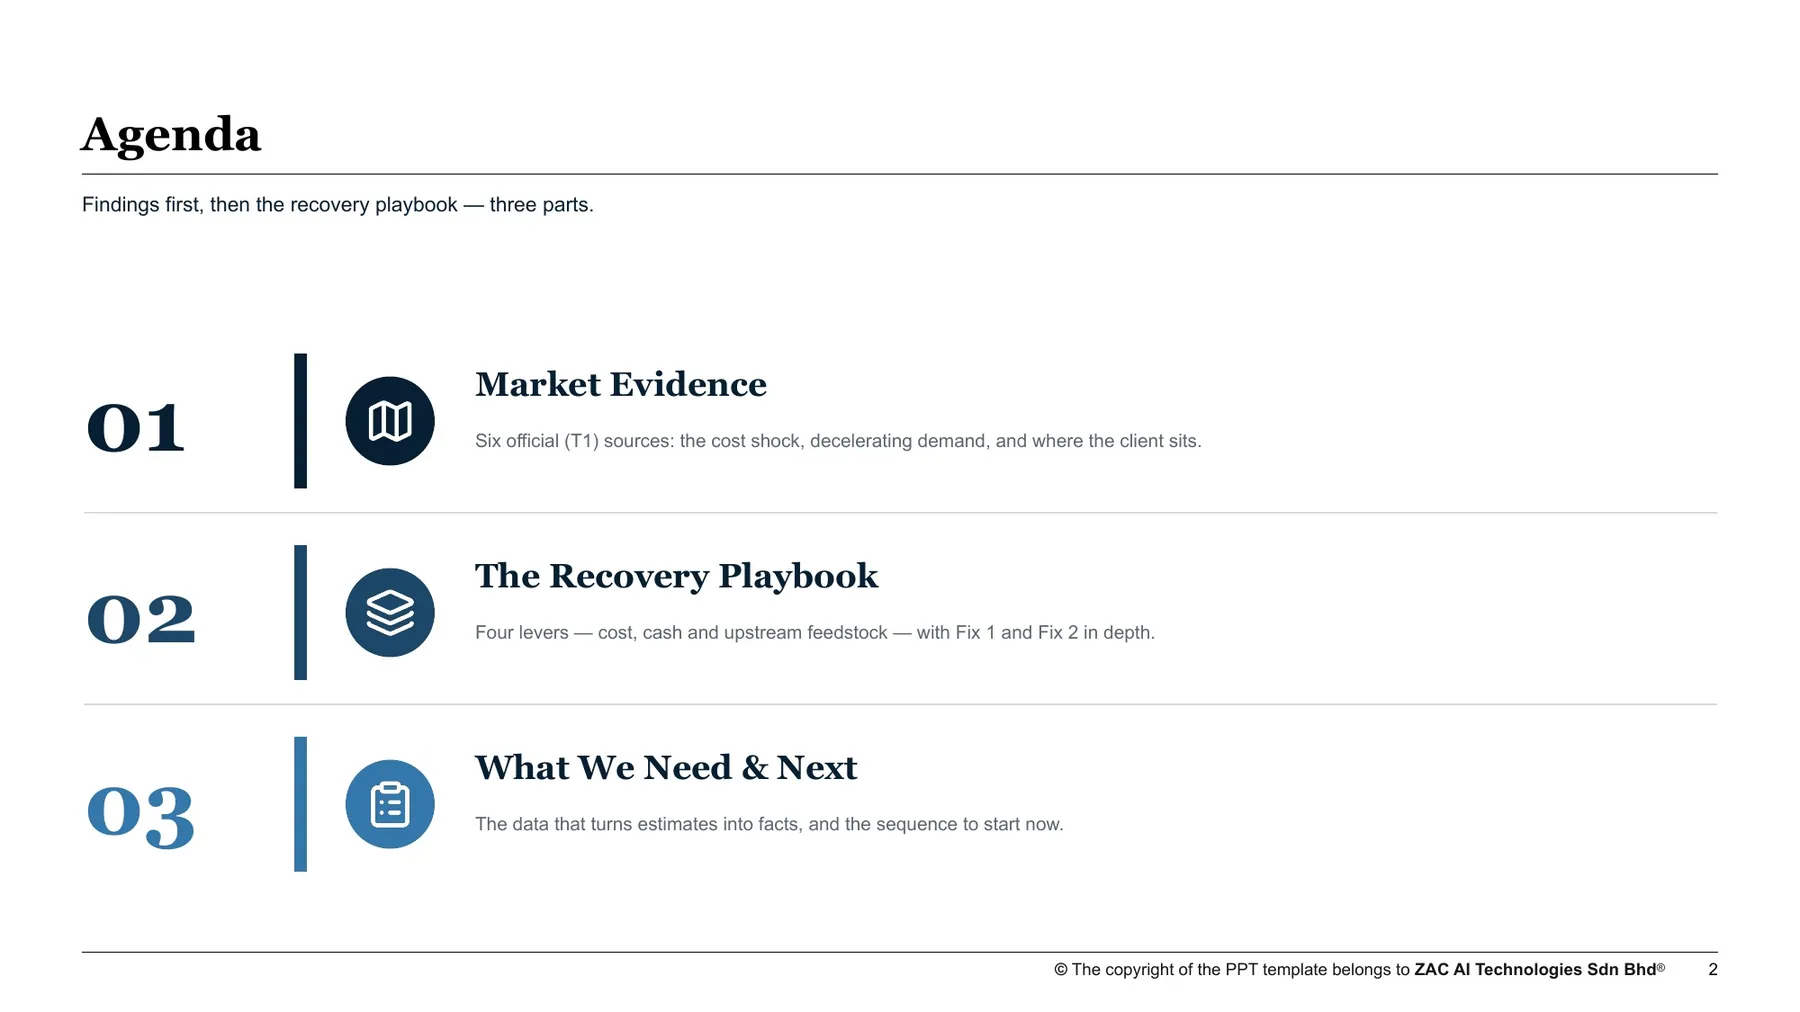 Agenda
Findings first, then the recovery playbook — three parts.
01
Market Evidence
Six official (T1) sources: the cost shock, decelerating demand, and where the client sits.
02
The Recovery Playbook
Four levers — cost, cash and upstream feedstock — with Fix 1 and Fix 2 in depth.
03
What We Need & Next
The data that turns estimates into facts, and the sequence to start now.
© The copyright of the PPT template belongs to ZAC AI Technologies Sdn Bhd® 2